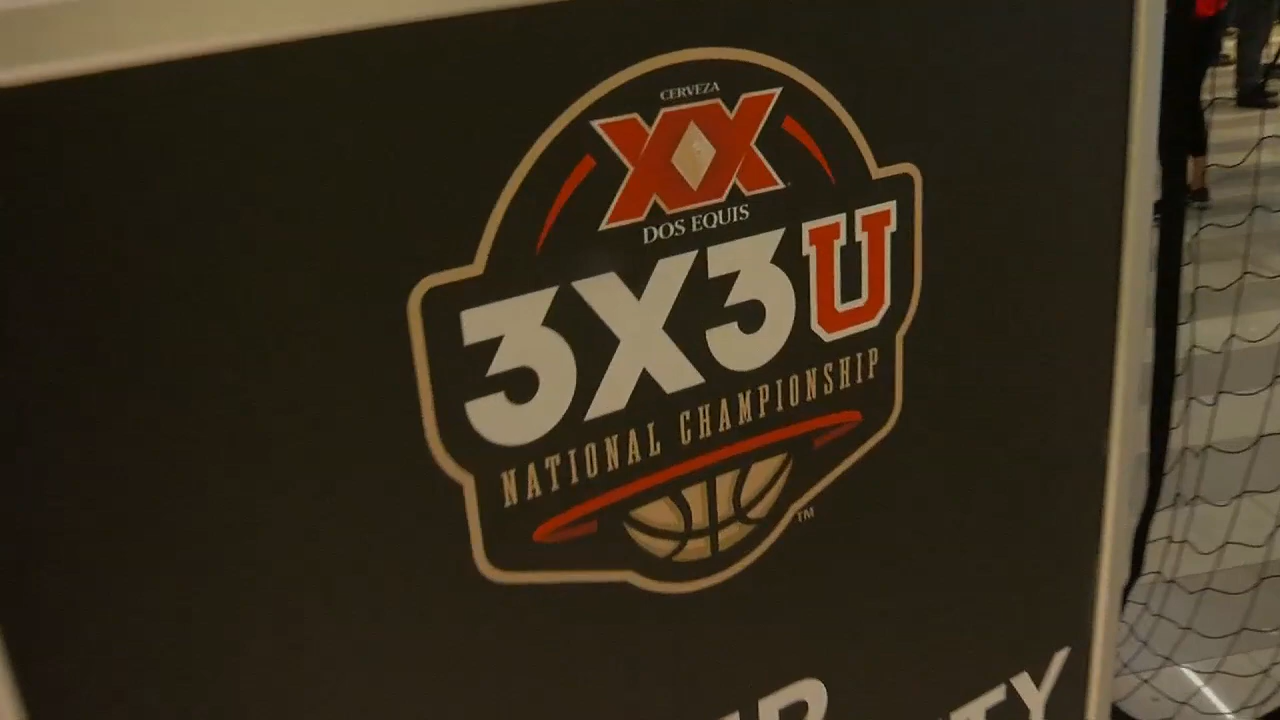 CERVEZA
XX
DOS EQUIS
3X3U
NATIONAL CHAMPIONSHIP
TM